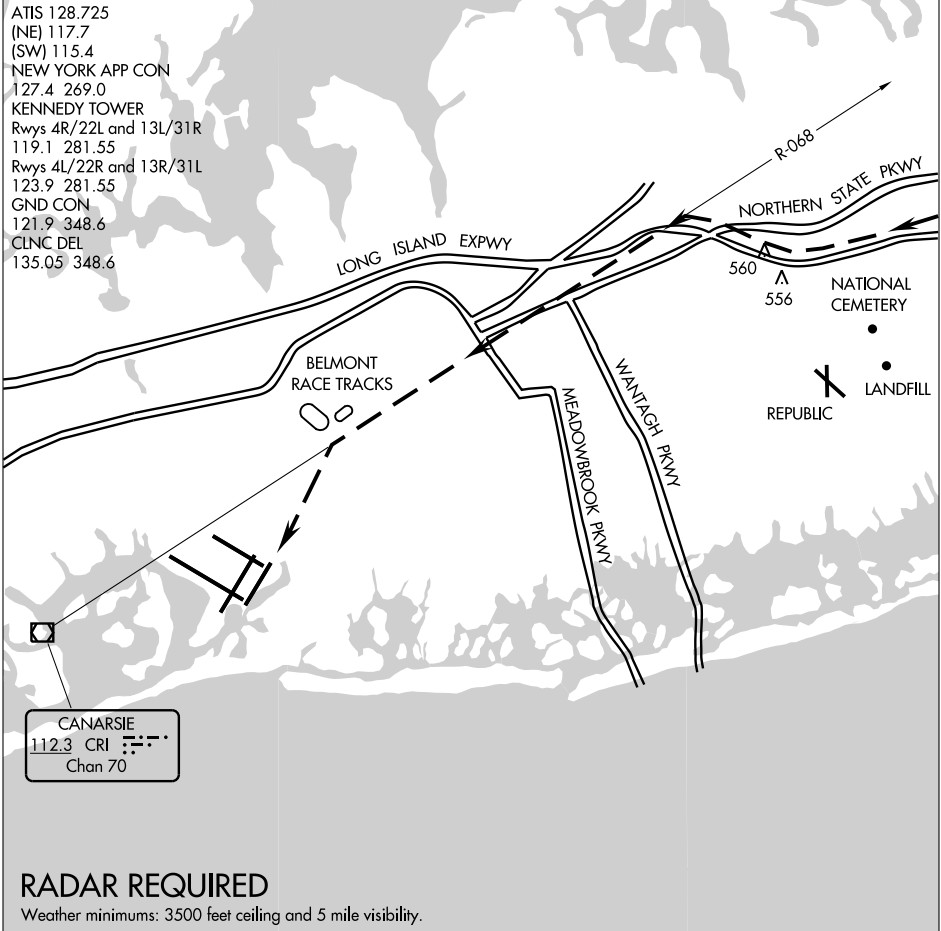 ATIS 128.725
(NE) 117.7
(SW) 115.4
NEW YORK APP CON
127.4 269.0
KENNEDY TOWER
Rwys 4R/22L and 13L/31R
119.1 281.55
Rwys 4L/22R and 13R/31L
123.9 281.55
GND CON
121.9 348.6
CLNC DEL
135.05 348.6
R-068
NORTHERN STATE PKWY
LONG ISLAND EXPWY
560
556
NATIONAL
CEMETERY
LANDFILL
REPUBLIC
BELMONT
RACE TRACKS
MEADOWBROOK PKWY
WANTAGH PKWY
CANARSIE
112.3 CRI
Chan 70
RADAR REQUIRED
Weather minimums: 3500 feet ceiling and 5 mile visibility.